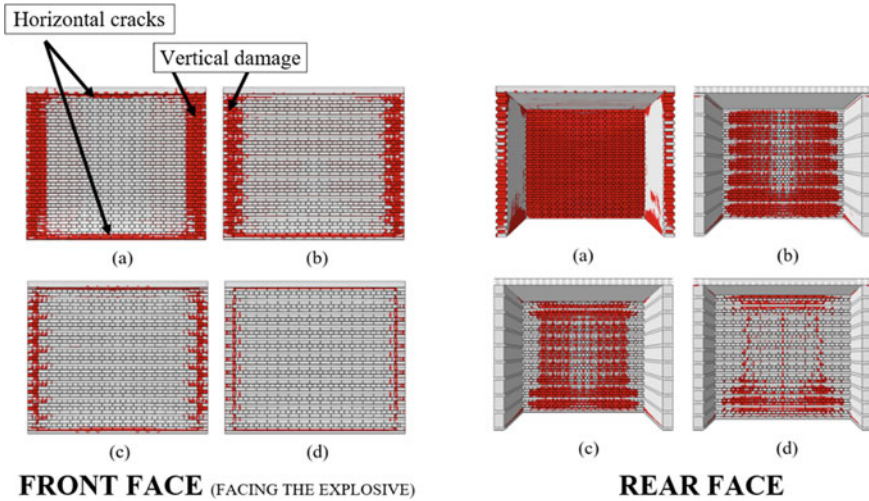 Horizontal cracks
Vertical damage
(a)
(b)
(c)
(d)
FRONT FACE (FACING THE EXPLOSIVE)
(a)
(b)
(c)
(d)
REAR FACE